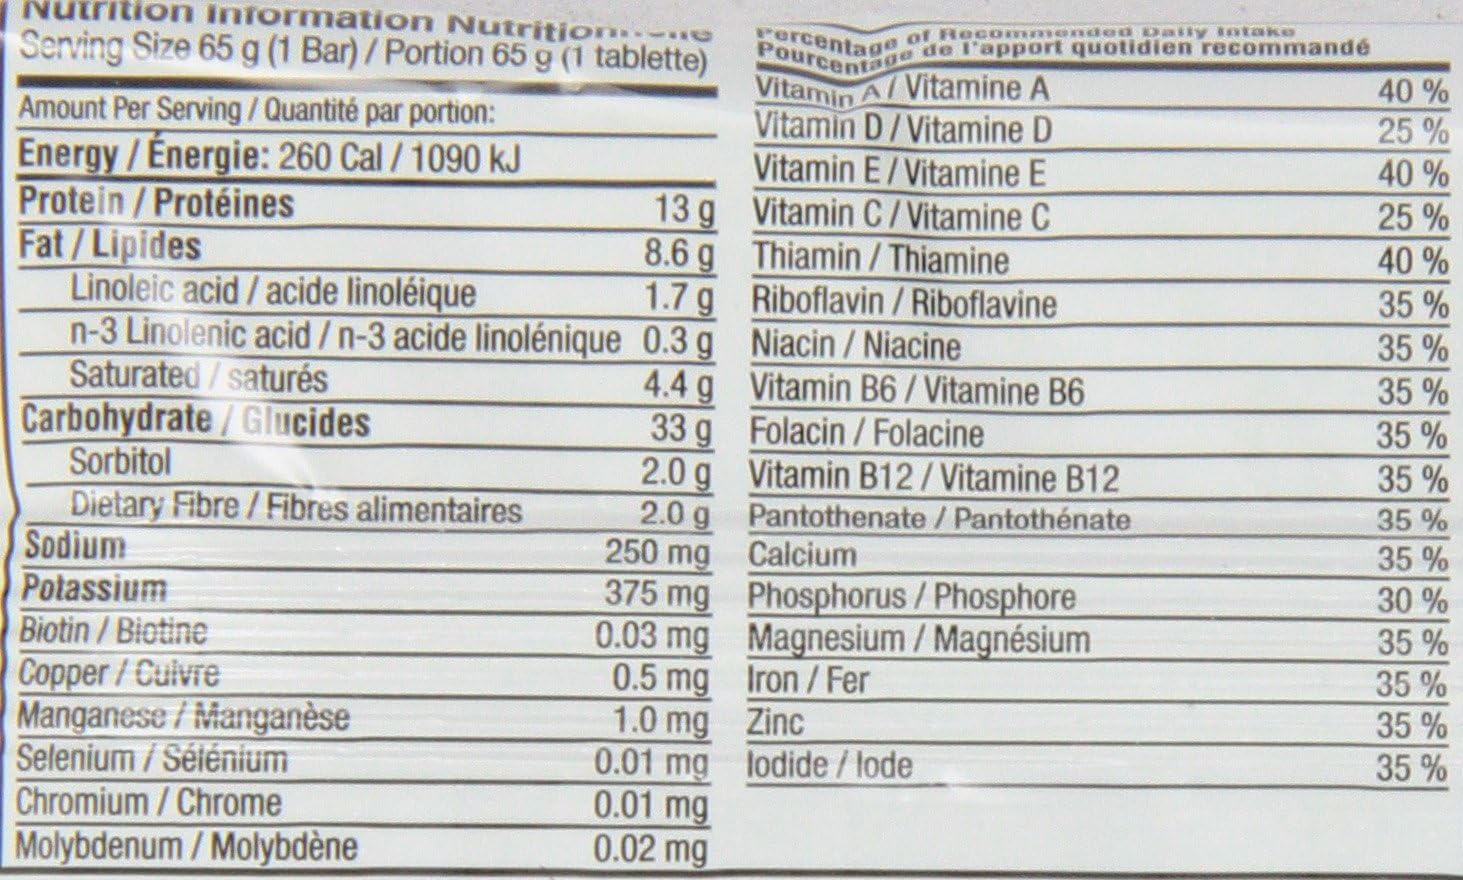 Nutrition Information Nutritionnelle
Serving Size 65 g (1 Bar) / Portion 65 g (1 tablette)
Amount Per Serving / Quantité par portion:
Energy / Énergie: 260 Cal / 1090 kJ
Protein / Protéines 13 g
Fat / Lipides 8.6 g
Linoleic acid / acide linoléique 1.7 g
n-3 Linolenic acid / n-3 acide linolénique 0.3 g
Saturated / saturés 4.4 g
Carbohydrate / Glucides 33 g
Sorbitol 2.0 g
Dietary Fibre / Fibres alimentaires 2.0 g
Sodium 250 mg
Potassium 375 mg
Biotin / Biotine 0.03 mg
Copper / Cuivre 0.5 mg
Manganese / Manganèse 1.0 mg
Selenium / Sélénium 0.01 mg
Chromium / Chrome 0.01 mg
Molybdenum / Molybdène 0.02 mg
Percentage of Recommended Daily Intake
Pourcentage de l'apport quotidien recommandé
Vitamin A / Vitamine A 40 %
Vitamin D / Vitamine D 25 %
Vitamin E / Vitamine E 40 %
Vitamin C / Vitamine C 25 %
Thiamin / Thiamine 40 %
Riboflavin / Riboflavine 35 %
Niacin / Niacine 35 %
Vitamin B6 / Vitamine B6 35 %
Folacin / Folacine 35 %
Vitamin B12 / Vitamine B12 35 %
Pantothenate / Pantothénate 35 %
Calcium 35 %
Phosphorus / Phosphore 30 %
Magnesium / Magnésium 35 %
Iron / Fer 35 %
Zinc 35 %
Iodide / Iode 35 %